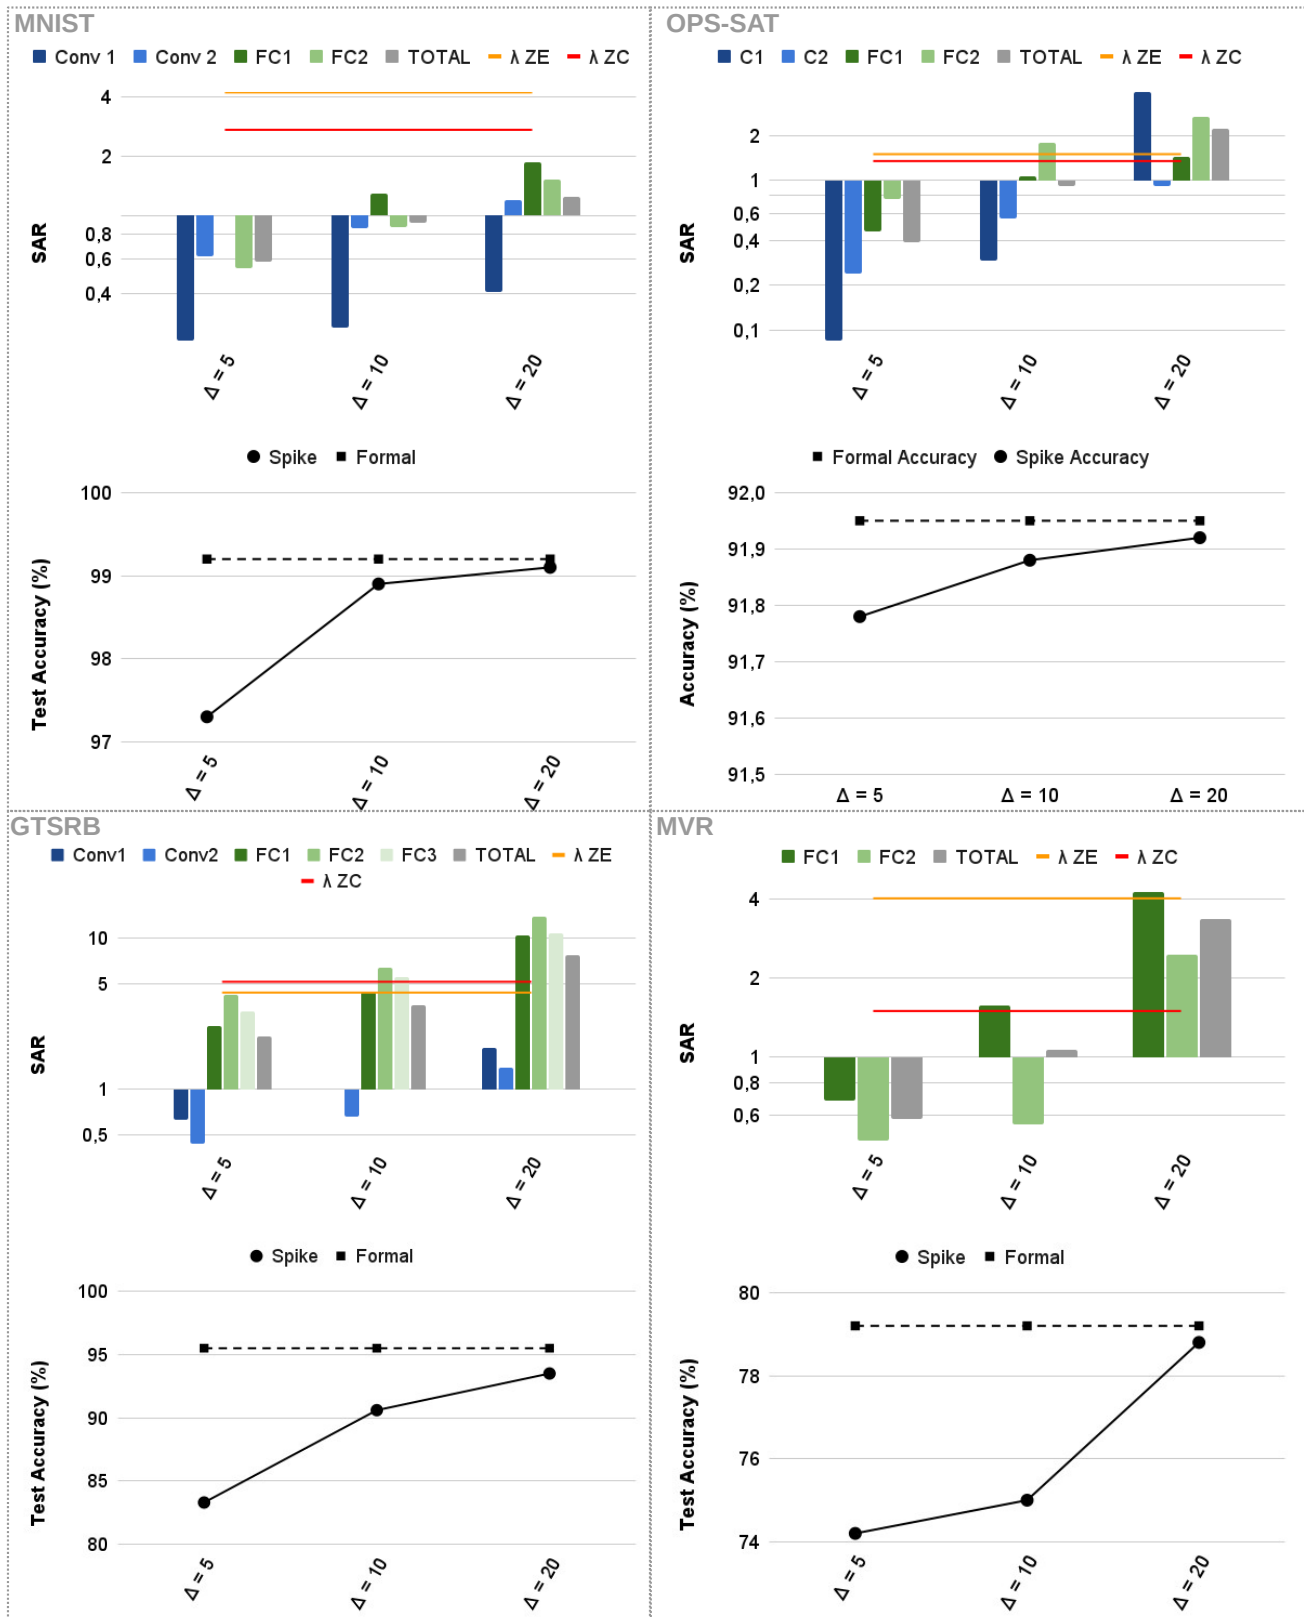 MNIST
Conv 1 Conv 2 FC1 FC2 TOTAL λ ZE λ ZC
4
2
0,8
0,6
0,4
SAR
Δ = 5
Δ = 10
Δ = 20
Spike Formal
100
99
98
97
Test Accuracy (%)
Δ = 5
Δ = 10
Δ = 20
OPS-SAT
C1 C2 FC1 FC2 TOTAL λ ZE λ ZC
2
1
0,6
0,4
0,2
0,1
SAR
Δ = 5
Δ = 10
Δ = 20
Formal Accuracy Spike Accuracy
92,0
91,9
91,8
91,7
91,6
91,5
Accuracy (%)
Δ = 5 Δ = 10 Δ = 20
GTSRB
Conv1 Conv2 FC1 FC2 FC3 TOTAL λ ZE
λ ZC
10
5
1
0,5
SAR
Δ = 5
Δ = 10
Δ = 20
Spike Formal
100
95
90
85
80
Test Accuracy (%)
Δ = 5
Δ = 10
Δ = 20
MVR
FC1 FC2 TOTAL λ ZE λ ZC
4
2
1
0,8
0,6
SAR
Δ = 5
Δ = 10
Δ = 20
Spike Formal
80
78
76
74
Test Accuracy (%)
Δ = 5
Δ = 10
Δ = 20